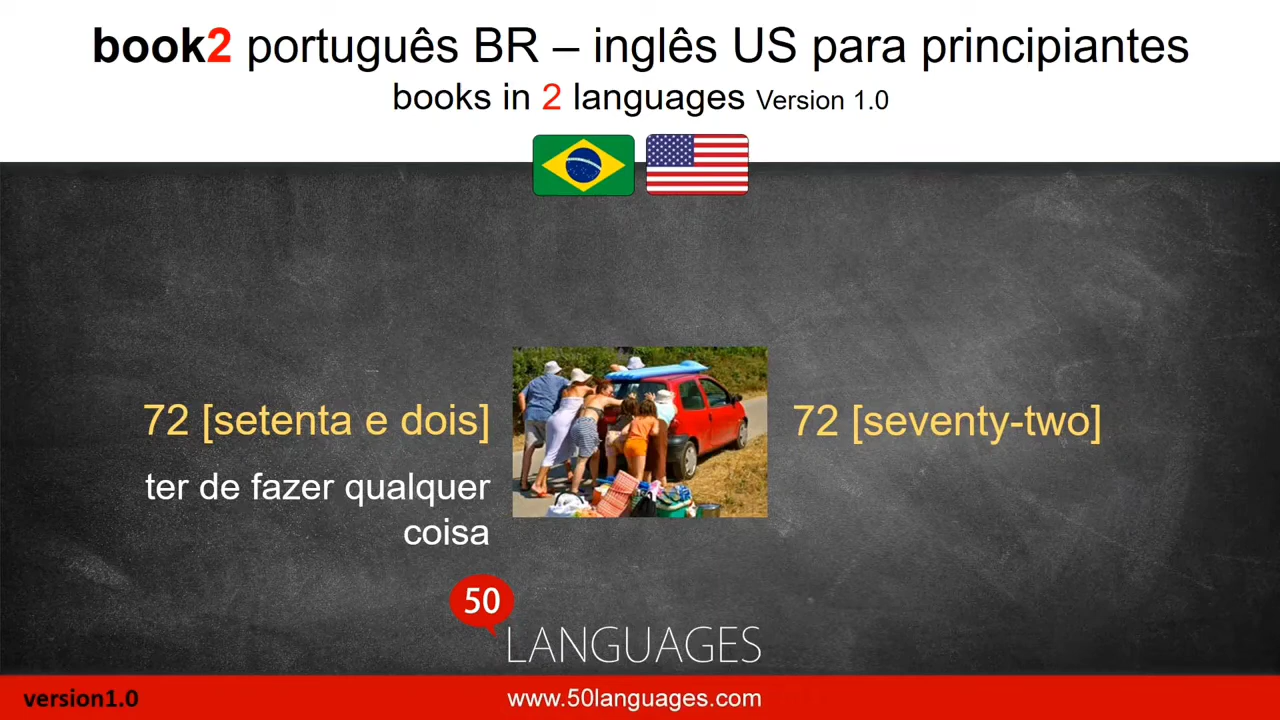 book2 português BR – inglês US para principiantes
books in 2 languages Version 1.0
72 [setenta e dois]
ter de fazer qualquer
coisa
72 [seventy-two]
50
LANGUAGES
version1.0
www.50languages.com